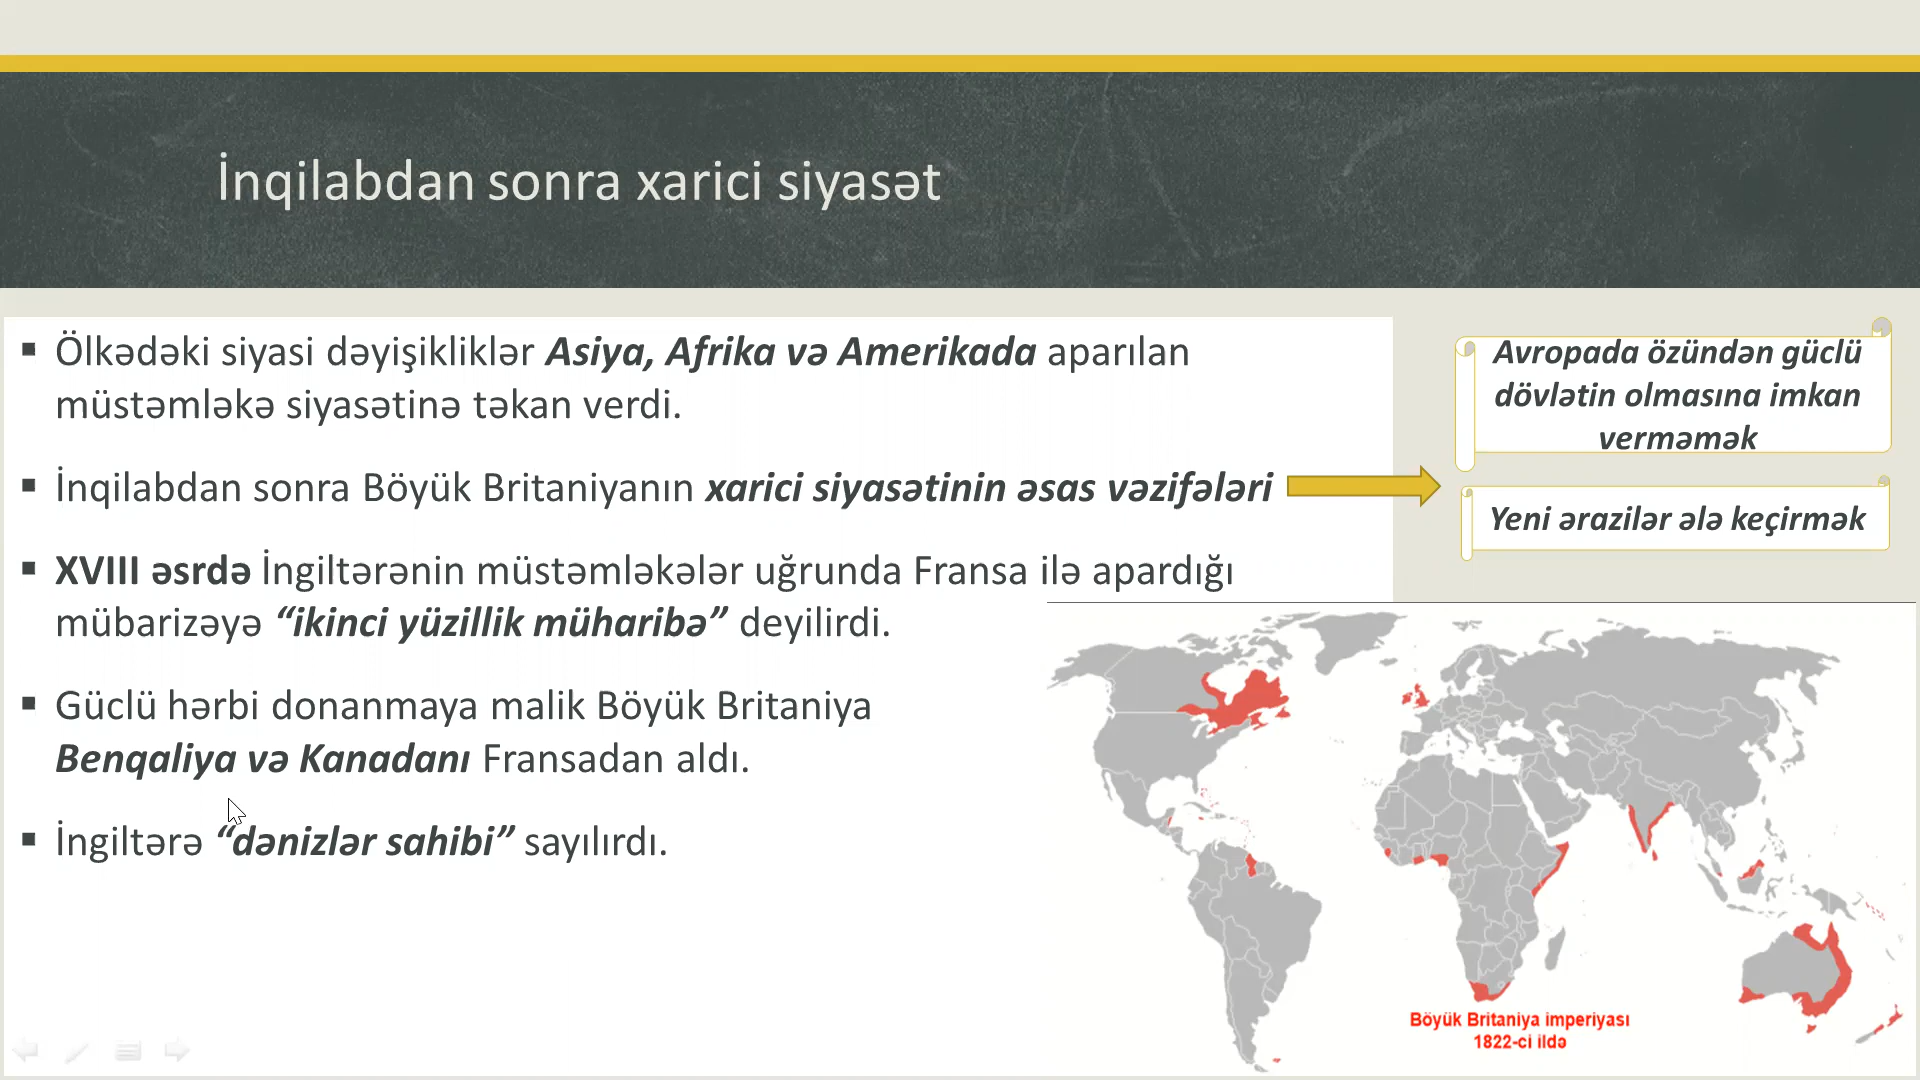 İnqilabdan sonra xarici siyasət
▪ Ölkədəki siyasi dəyişikliklər Asiya, Afrika və Amerikada aparılan
müstəmləkə siyasətinə təkan verdi.
▪ İnqilabdan sonra Böyük Britaniyanın xarici siyasətinin əsas vəzifələri
▪ XVIII əsrdə İngiltərənin müstəmləkələr uğrunda Fransa ilə apardığı
mübarizəyə “ikinci yüzillik müharibə” deyilirdi.
▪ Güclü hərbi donanmaya malik Böyük Britaniya
Benqaliya və Kanadanı Fransadan aldı.
▪ İngiltərə “dənizlər sahibi” sayılırdı.
Avropada özündən güclü
dövlətin olmasına imkan
verməmək
Yeni ərazilər ələ keçirmək
Böyük Britaniya imperiyası
1822-ci ildə